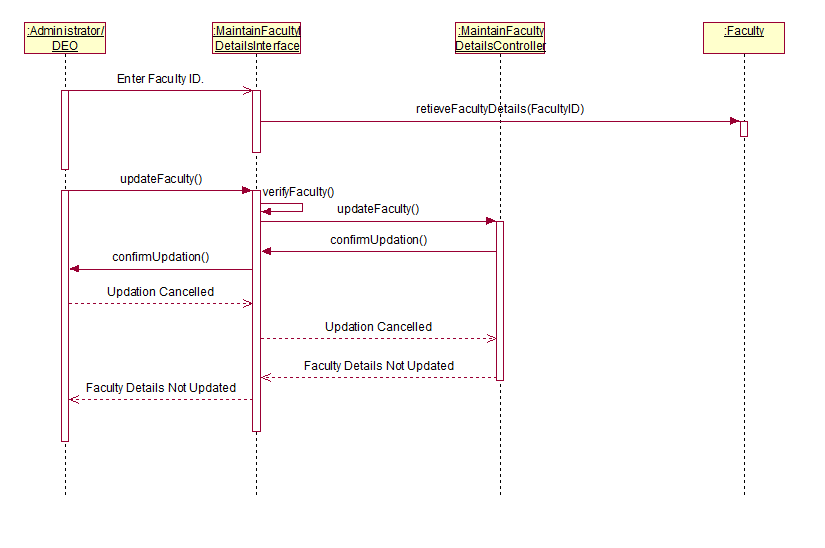 :Administrator/
DEO
:MaintainFacultyl
DetailsInterface
:MaintainFaculty
DetailsController
:Faculty
Enter Faculty ID.
retieveFacultyDetails(FacultyID)
updateFaculty()
verifyFaculty()
updateFaculty()
confirmUpdation()
confirmUpdation()
Updation Cancelled
Updation Cancelled
Faculty Details Not Updated
Faculty Details Not Updated